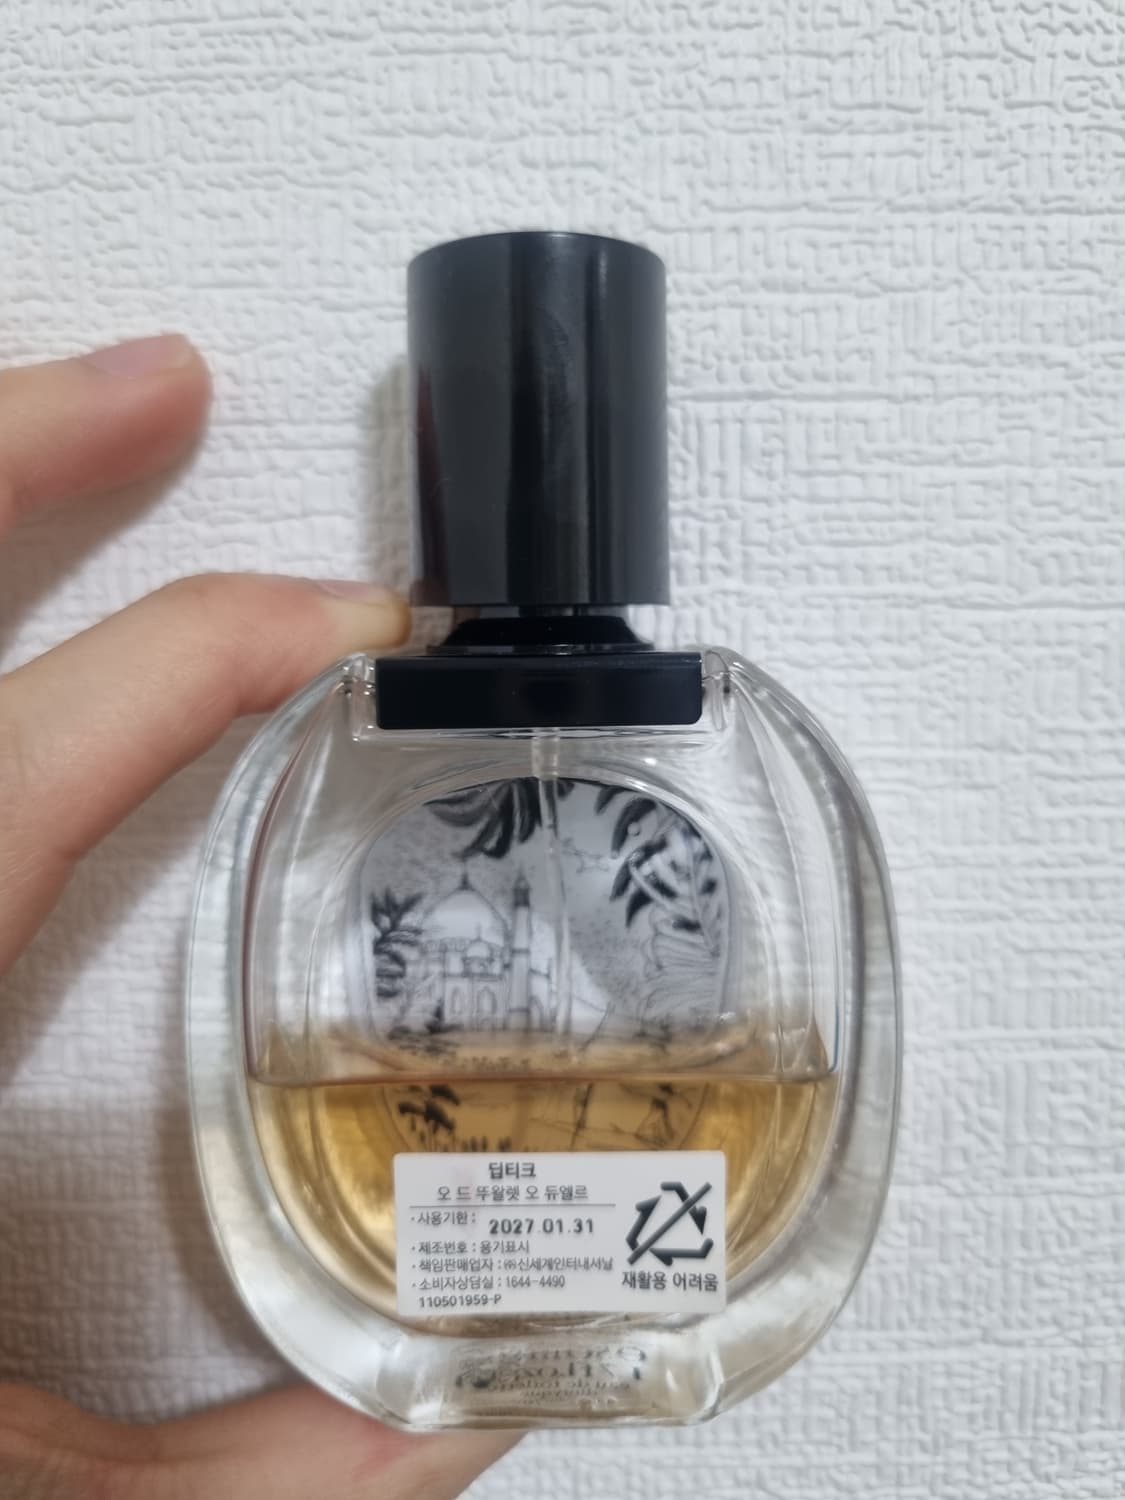 딥티크
오 드 뚜왈렛 오 듀엘르
·사용기한 : 2027.01.31
·제조번호 : 용기표시
·책임판매업자 : ㈜신세계인터내셔날
·소비자상담실 : 1644-4490
110501959-P
재활용 어려움